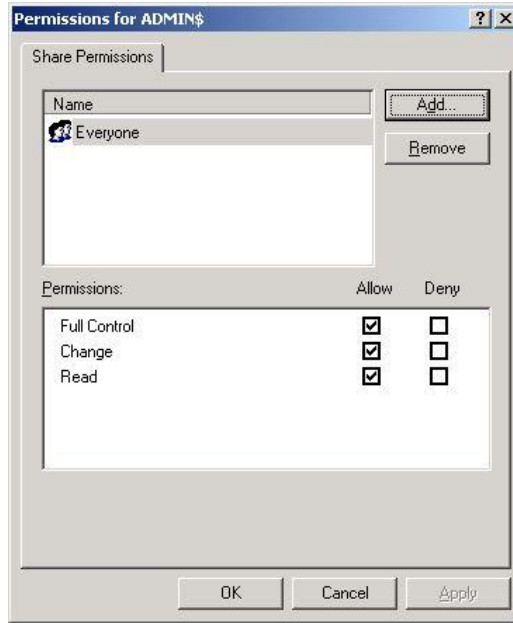 Permissions for ADMIN$
Share Permissions
Name
Add...
Everyone
Remove
Permissions: Allow Deny
Full Control
Change
Read
OK Cancel Apply